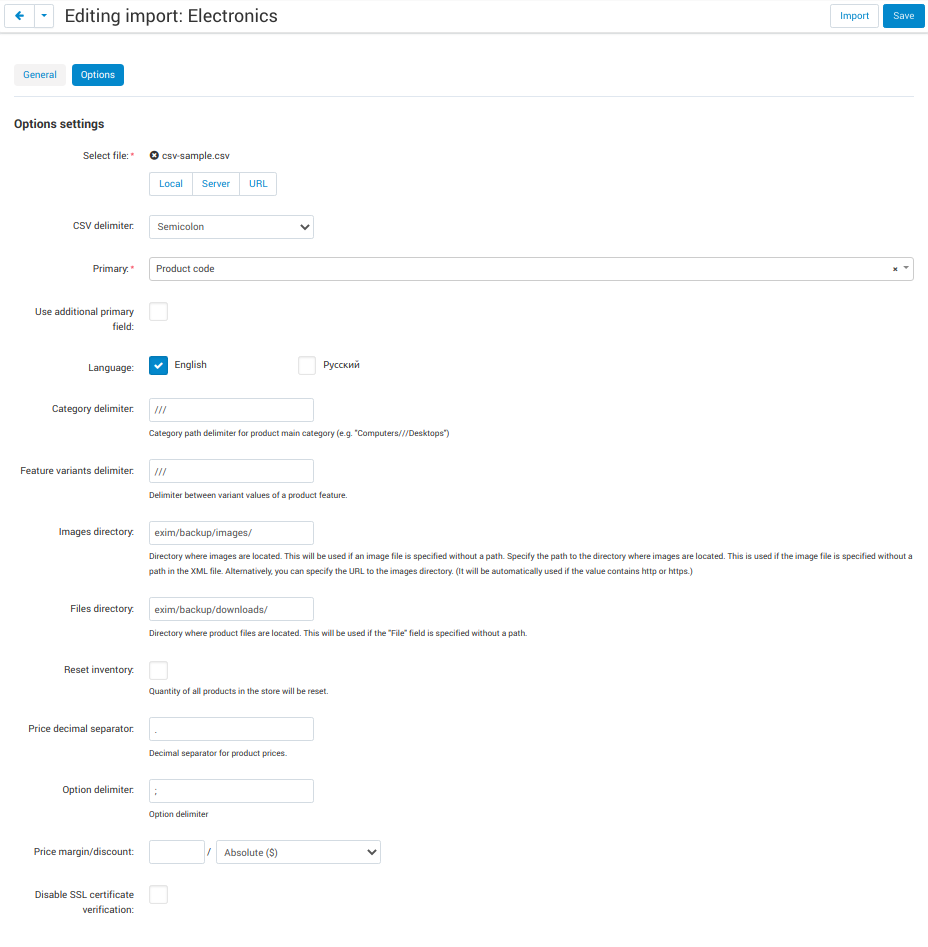 Editing import: Electronics
Import
Save
General
Options
Options settings
Select file:*
csv-sample.csv
Local
Server
URL
CSV delimiter:
Semicolon
Primary:*
Product code
×
Use additional primary
field:
Language:
English
Русский
Category delimiter:
///
Category path delimiter for product main category (e.g. "Computers///Desktops")
Feature variants delimiter:
///
Delimiter between variant values of a product feature.
Images directory:
exim/backup/images/
Directory where images are located. This will be used if an image file is specified without a path. Specify the path to the directory where images are located. This is used if the image file is specified without a
path in the XML file. Alternatively, you can specify the URL to the images directory. (It will be automatically used if the value contains http or https.)
Files directory:
exim/backup/downloads/
Directory where product files are located. This will be used if the "File" field is specified without a path.
Reset inventory:
Quantity of all products in the store will be reset.
Price decimal separator:
.
Decimal separator for product prices.
Option delimiter:
;
Option delimiter
Price margin/discount:
/
Absolute ($)
Disable SSL certificate
verification: